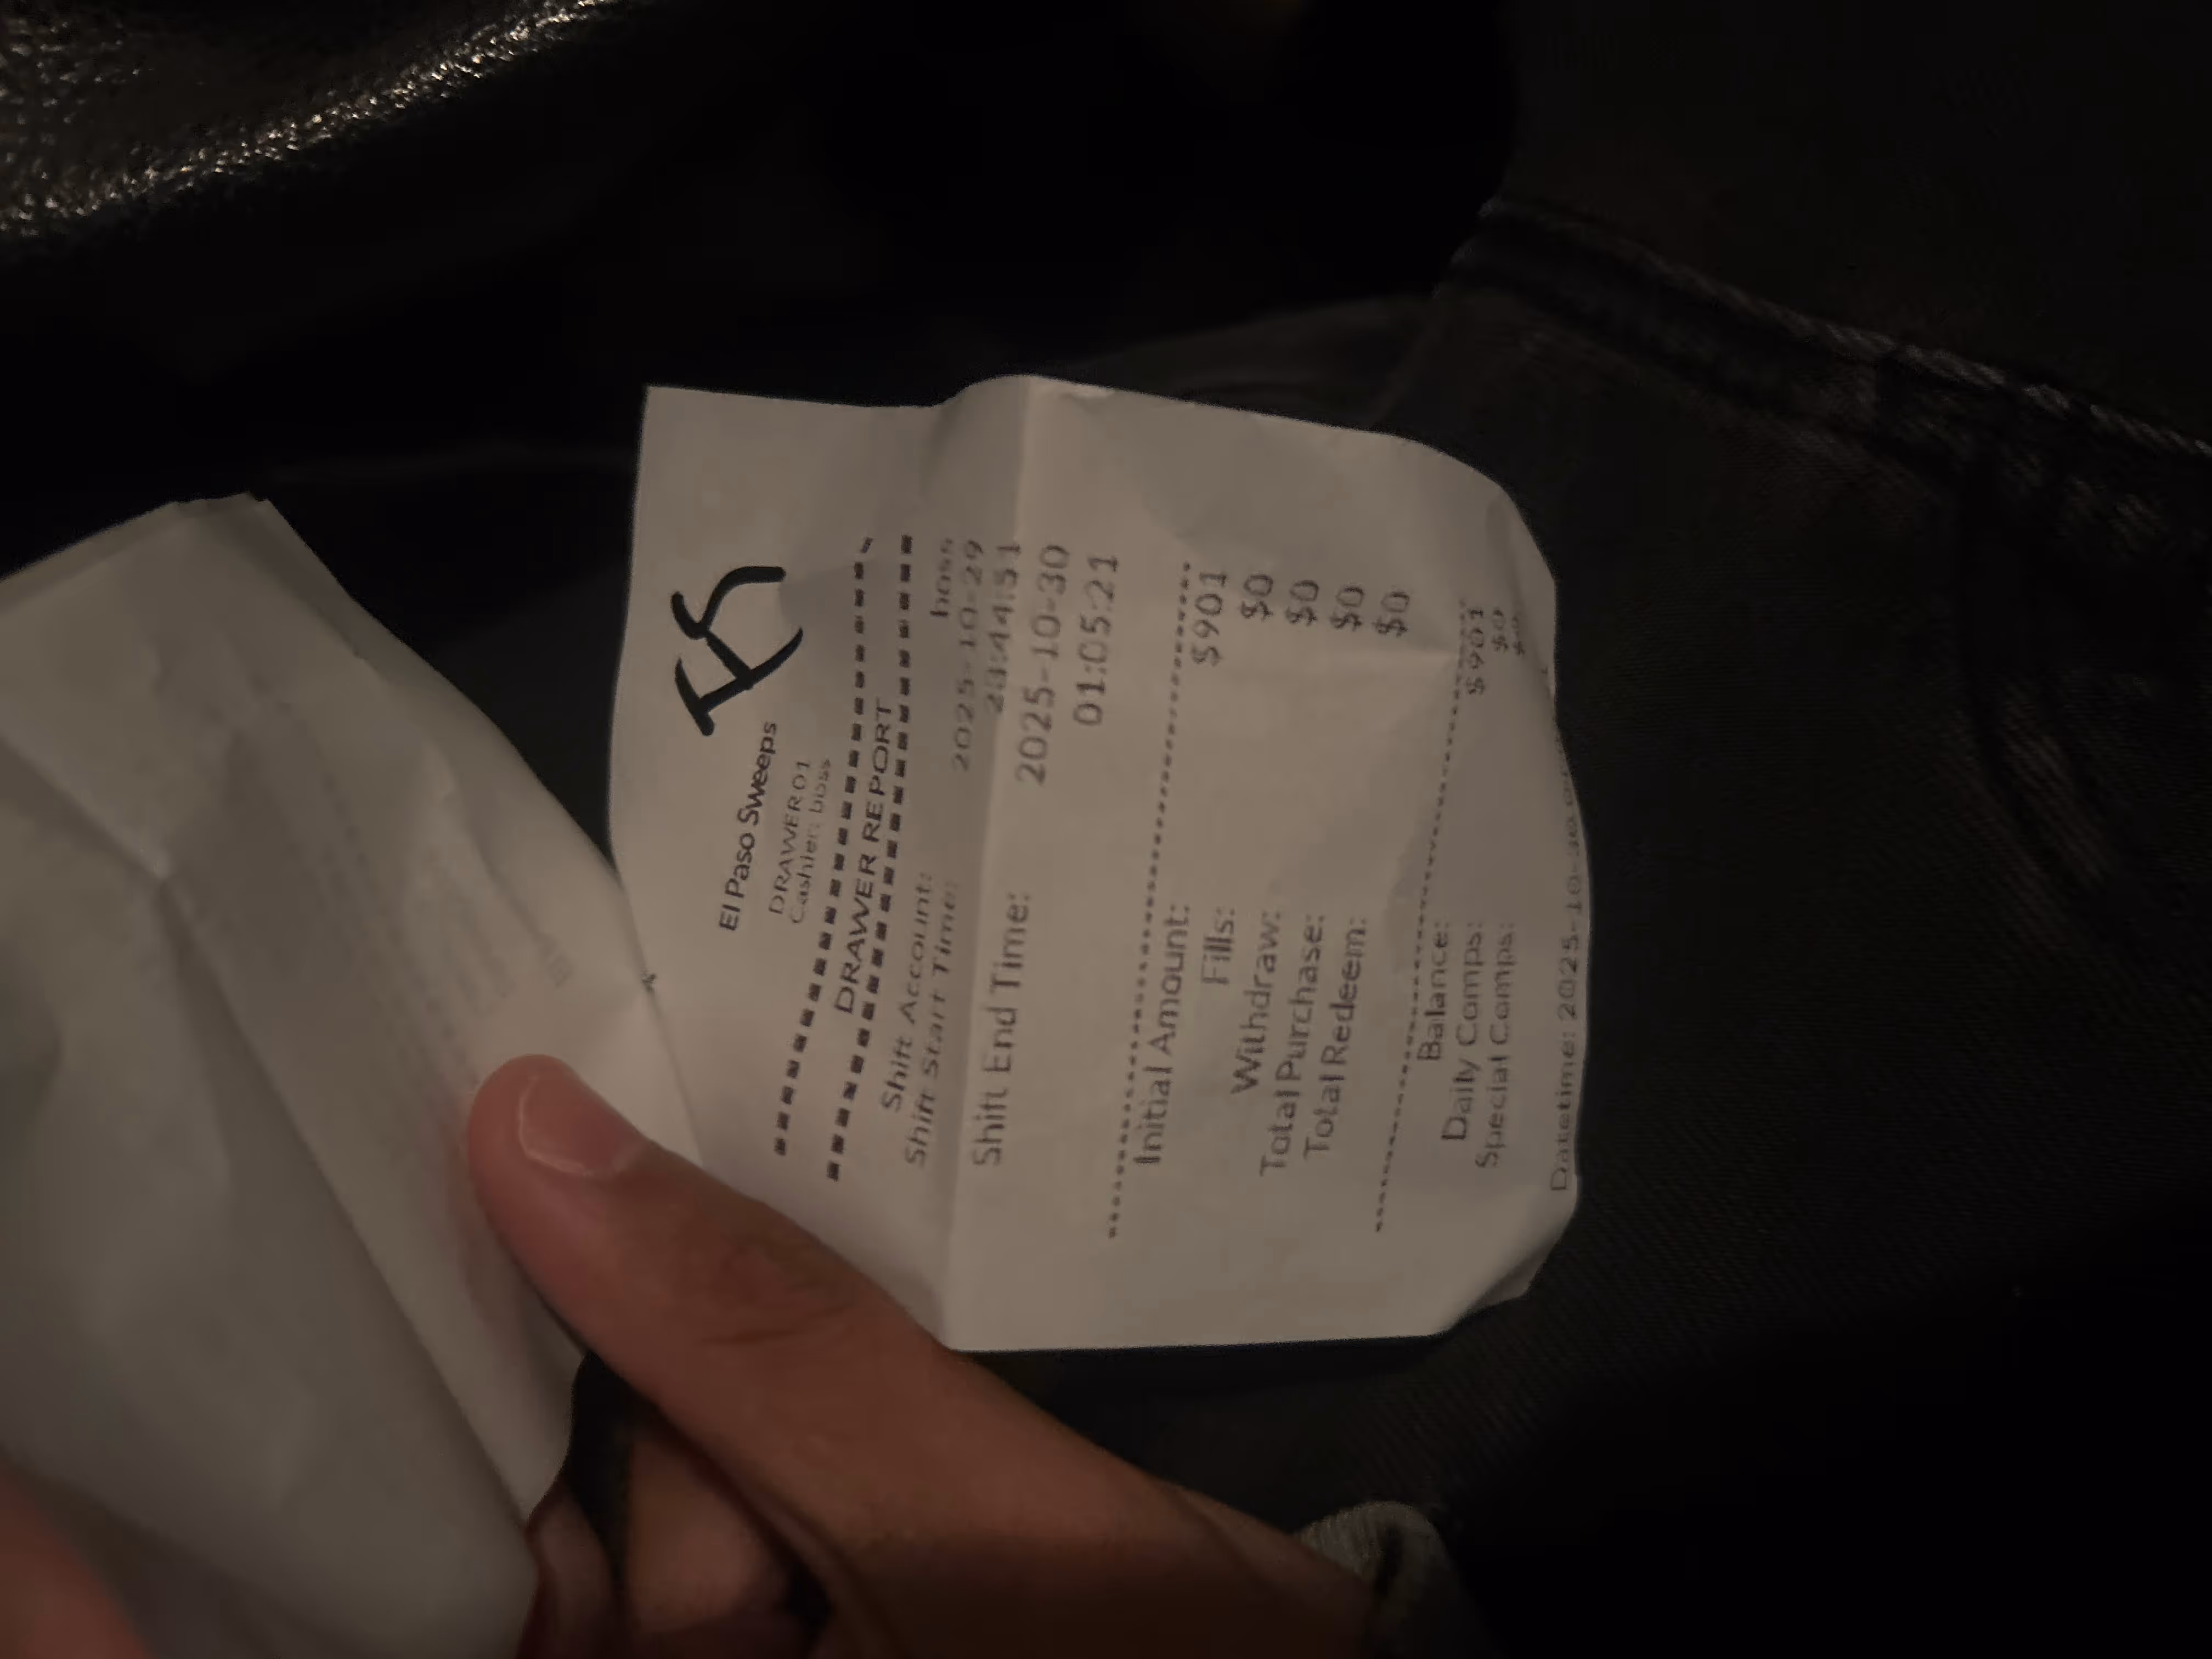 El Paso Sweeps
DRAWER01
Cashier: boss
DRAWER REPORT
Shift Account: boss
Shift Start Time: 2025-10-29
23:44:51
Shift End Time: 2025-10-30
01:05:21
Initial Amount: $901
Fills: $0
Withdraw: $0
Total Purchase: $0
Total Redeem: $0
Balance: $901
Daily Comps: $0
Special Comps: $0
Datetime: 2025-10-30